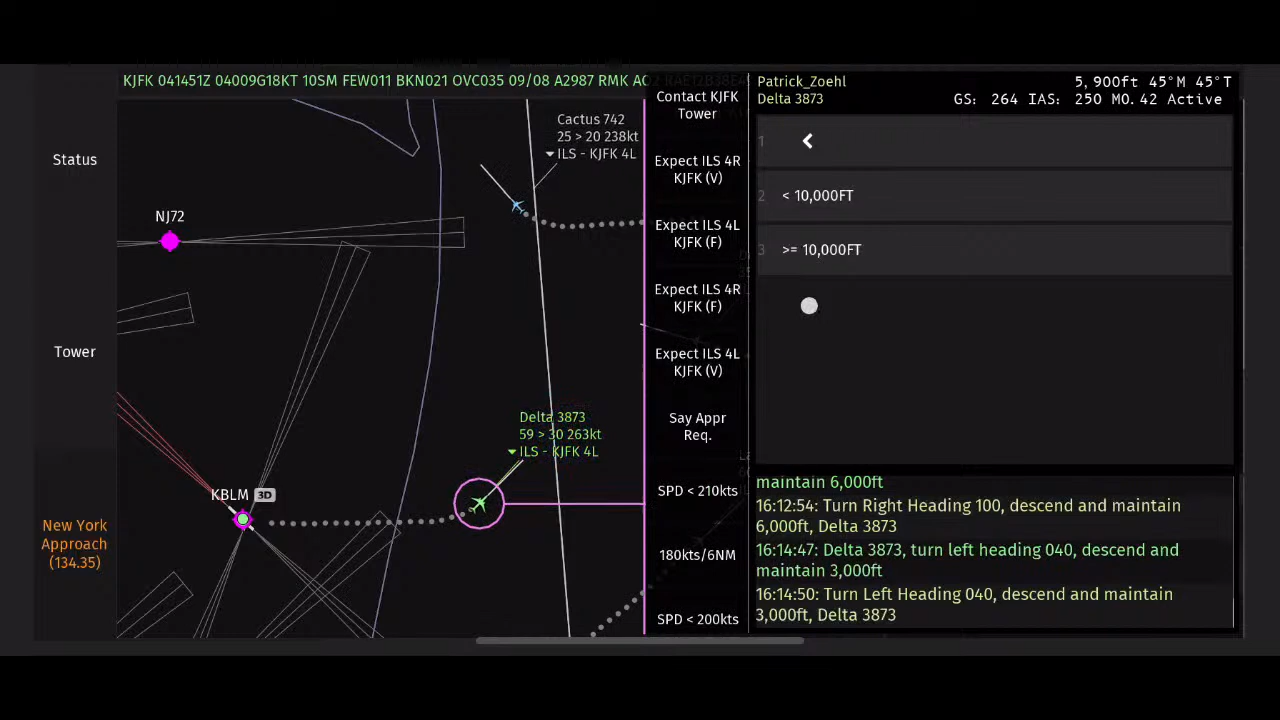 KJFK 041451Z 04009G18KT 10SM FEW011 BKN021 OVC035 09/08 A2987 RMK AO2
Status
Tower
New York
Approach
(134.35)
NJ72
KBLM 3D
Cactus 742
25 > 20 238kt
ILS - KJFK 4L
Delta 3873
59 > 30 263kt
ILS - KJFK 4L
Contact KJFK
Tower
Expect ILS 4R
KJFK (V)
Expect ILS 4L
KJFK (F)
Expect ILS 4R
KJFK (F)
Expect ILS 4L
KJFK (V)
Say Appr
Req.
SPD < 210kts
180kts/6NM
SPD < 200kts
Patrick_Zoehl
Delta 3873
5,900ft 45°M 45°T
GS: 264 IAS: 250 M0.42 Active
1
2 < 10,000FT
3 >= 10,000FT
maintain 6,000ft
16:12:54: Turn Right Heading 100, descend and maintain
6,000ft, Delta 3873
16:14:47: Delta 3873, turn left heading 040, descend and
maintain 3,000ft
16:14:50: Turn Left Heading 040, descend and maintain
3,000ft, Delta 3873